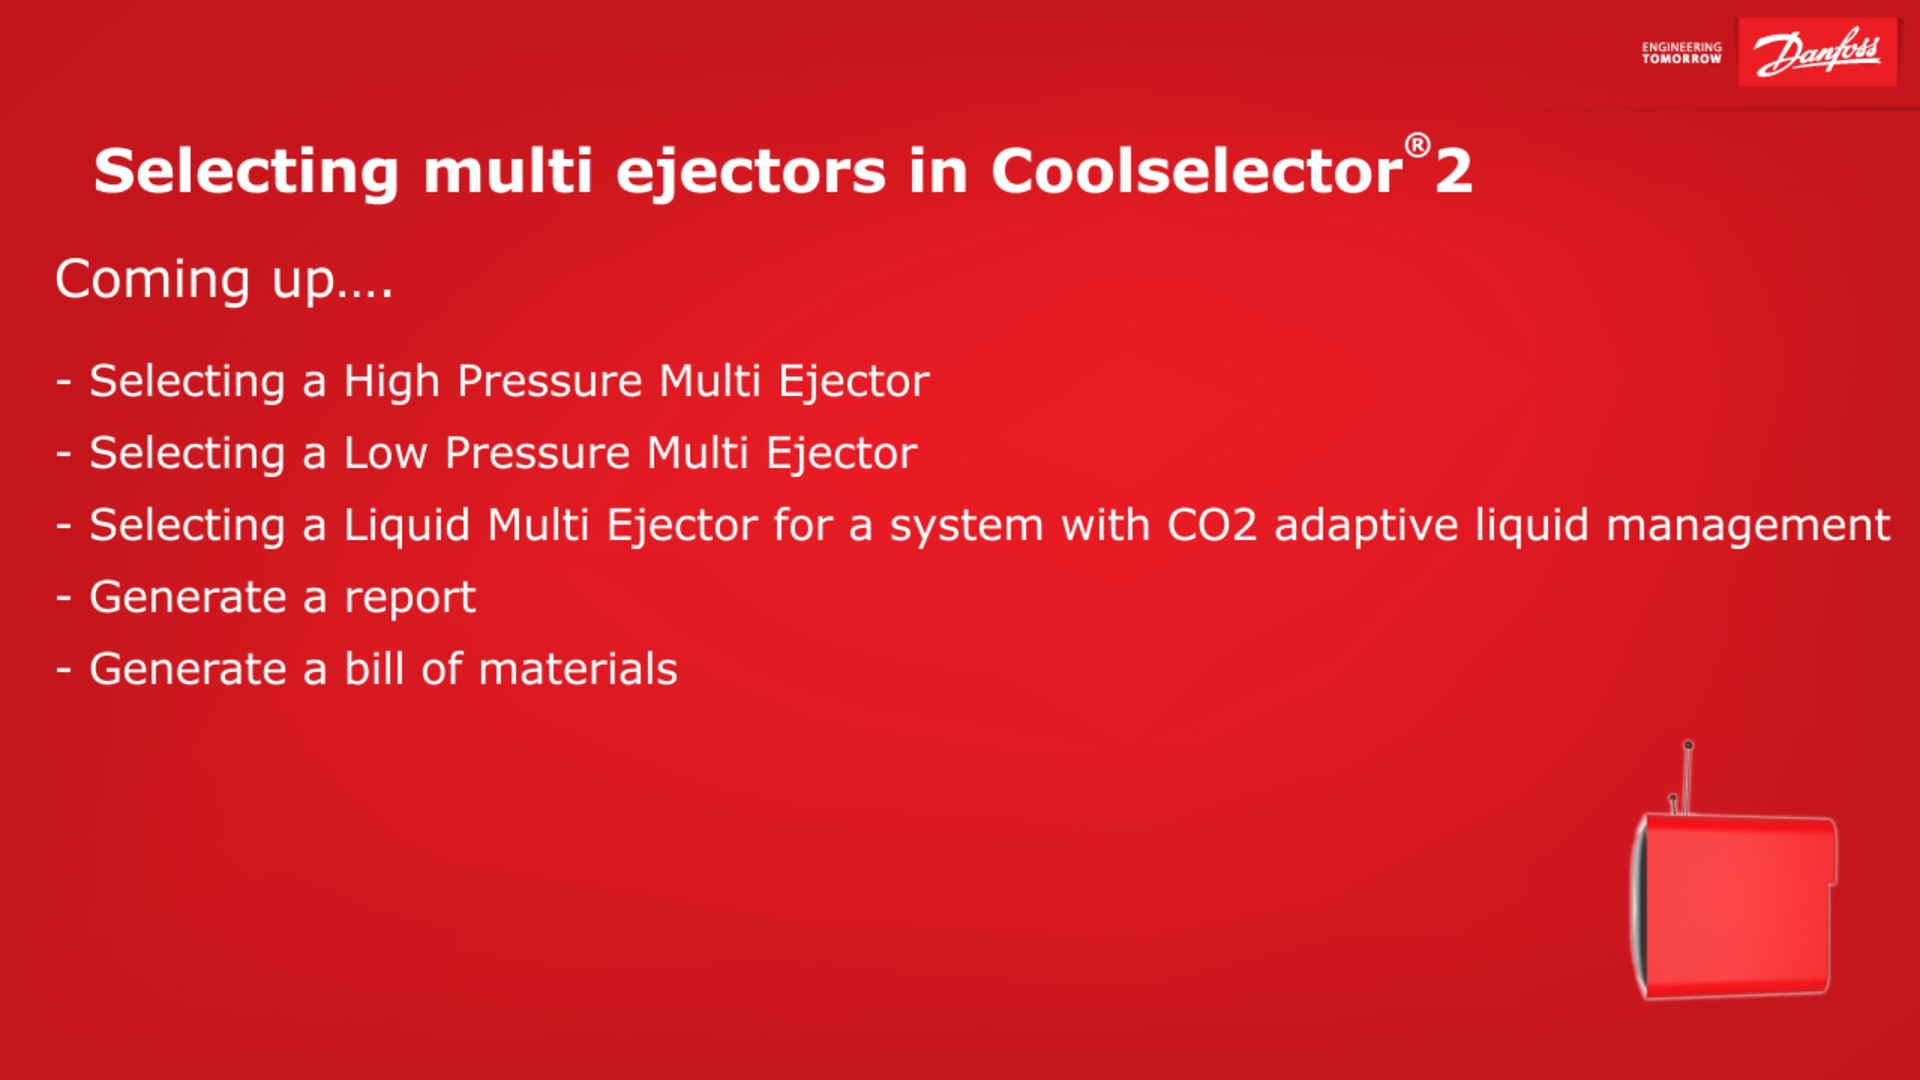 ENGINEERING
TOMORROW
Danfoss
Selecting multi ejectors in Coolselector®2
Coming up....
- Selecting a High Pressure Multi Ejector
- Selecting a Low Pressure Multi Ejector
- Selecting a Liquid Multi Ejector for a system with CO2 adaptive liquid management
- Generate a report
- Generate a bill of materials